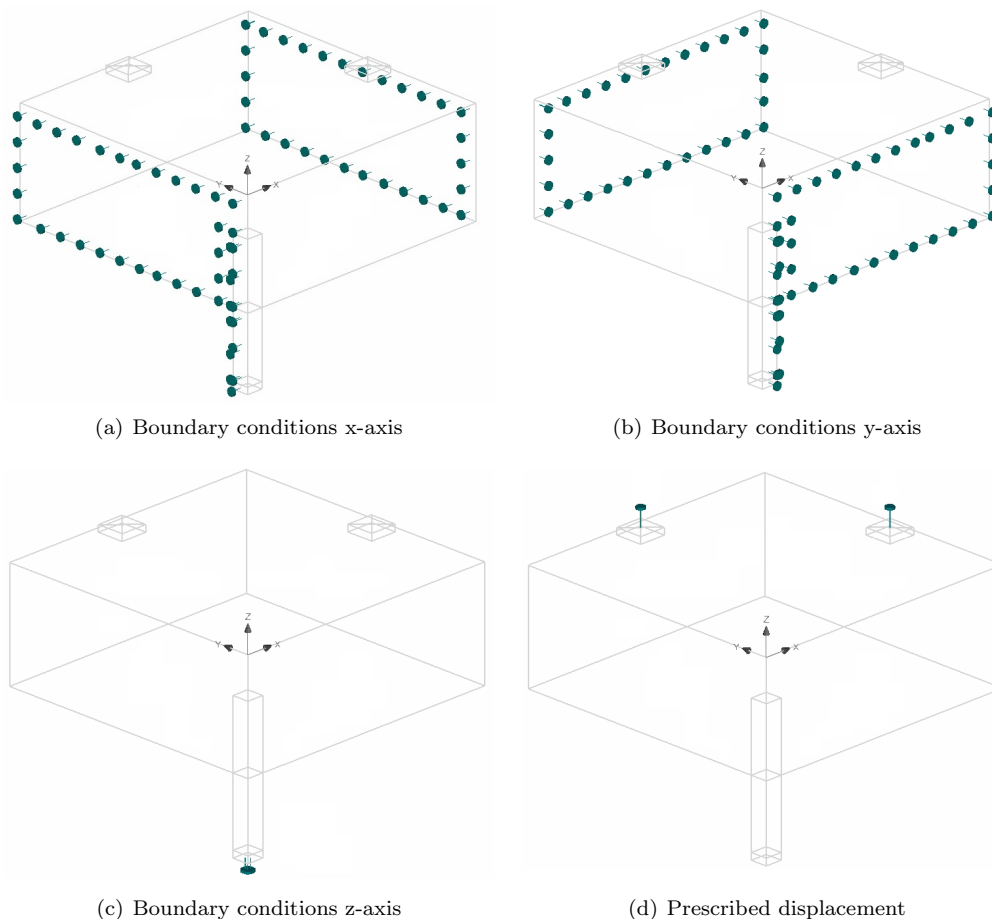 Z
Y
X
Z
Y
X
(a) Boundary conditions x-axis
(b) Boundary conditions y-axis
Z
Y
X
Z
Y
X
(c) Boundary conditions z-axis
(d) Prescribed displacement